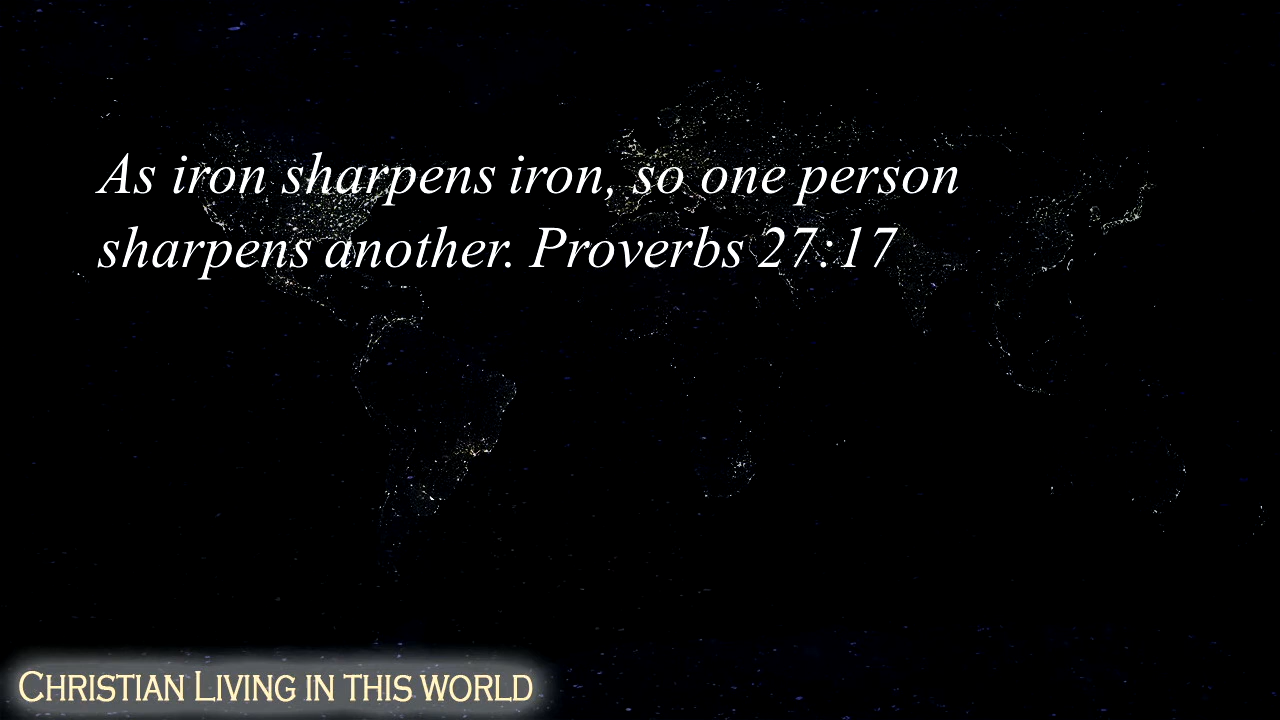 As iron sharpens iron, so one person
sharpens another. Proverbs 27:17
Christian Living in this world